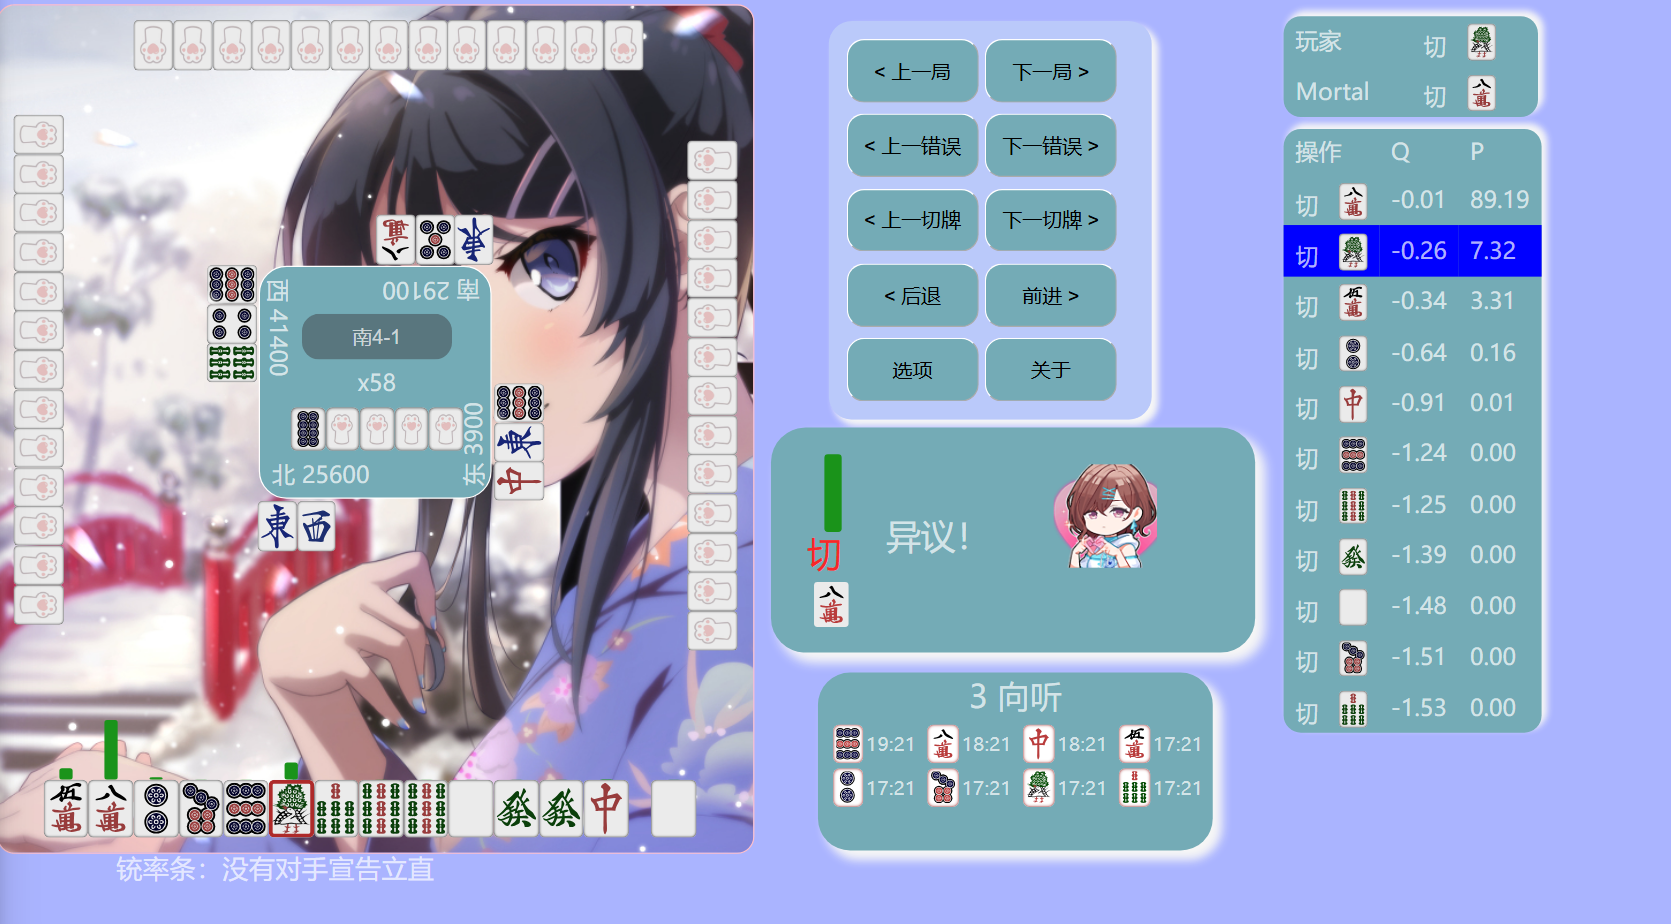 南 29100
西 41400
南4-1
x58
东 3900
北 25600
铳率条：没有对手宣告立直
< 上一局
下一局 >
< 上一错误
下一错误 >
< 上一切牌
下一切牌 >
< 后退
前进 >
选项
关于
切
异议！
3 向听
19:21 18:21 18:21 17:21
17:21 17:21 17:21 17:21
玩家 切
Mortal 切
操作 Q P
切 -0.01 89.19
切 -0.26 7.32
切 -0.34 3.31
切 -0.64 0.16
切 -0.91 0.01
切 -1.24 0.00
切 -1.25 0.00
切 -1.39 0.00
切 -1.48 0.00
切 -1.51 0.00
切 -1.53 0.00